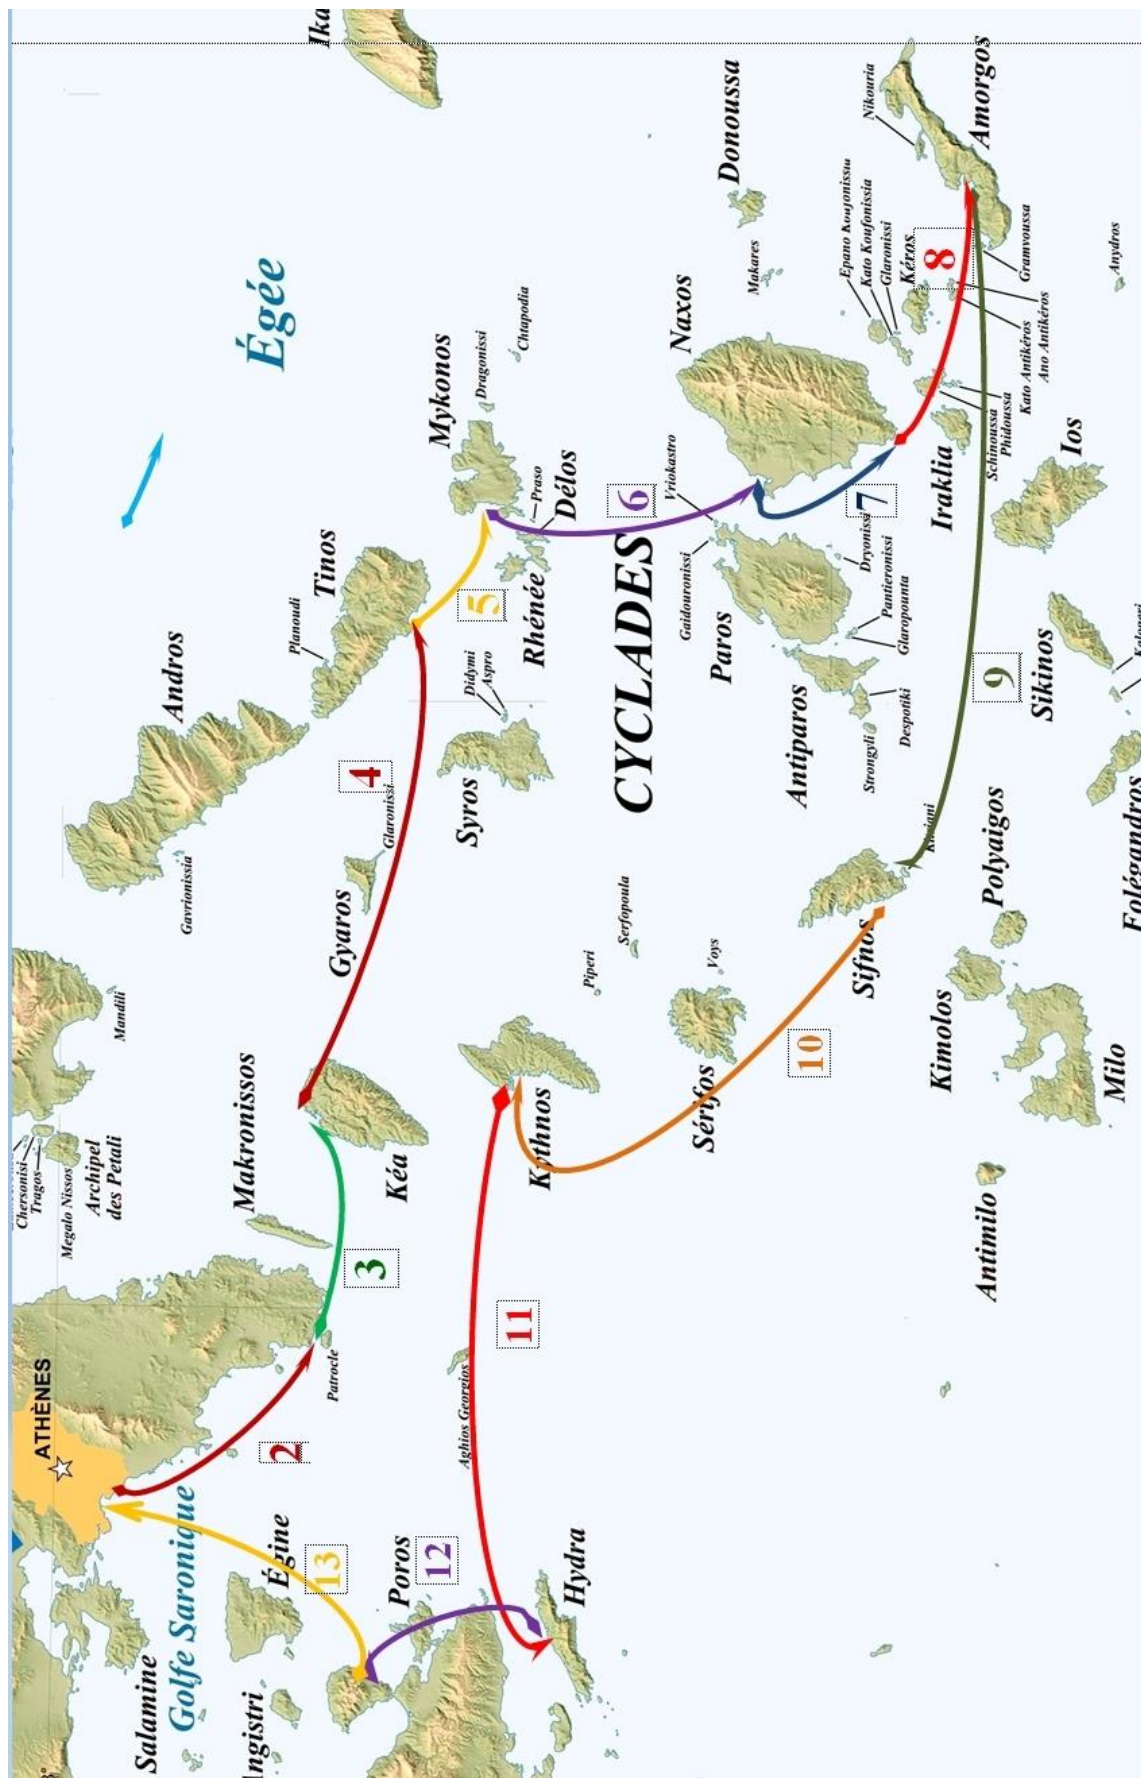 Égée
Andros
Gavrionissia
Mandili
Tinos
Planoudi
Mykonos
Dragonissi
Chtapodia
Praso
Délos
Rhénée
Didymi
Aspro
Syros
Gyaros
Glaronissi
4
5
6
CYCLADES
Donoussa
Makares
Naxos
Vriokastro
Gaidouronissi
Paros
Dryonissi
Pantieronissi
Glaropounta
Antiparos
Despotiki
Strongyli
7
Amorgos
Nikouria
Kato Koufonissia
Glaronissi
Kéros
8
Gramvoussa
Anydros
Kato Antikéros
Ano Antikéros
Schinoussa
Phidoussa
Iraklia
Ios
9
Sikinos
Folégandros
Polyaigos
Kimolos
Milo
Antimilo
Sifnos
10
Serfopoula
Piperi
Voys
Sérifos
Kythnos
Makronissos
Kéa
Chersonisi
Tragos
Megalo Nissos
Archipel
des Petali
3
Patrocle
2
ATHÈNES
Golfe Saronique
Salamine
Égine
13
Poros
12
11
Aghios Georgios
Hydra